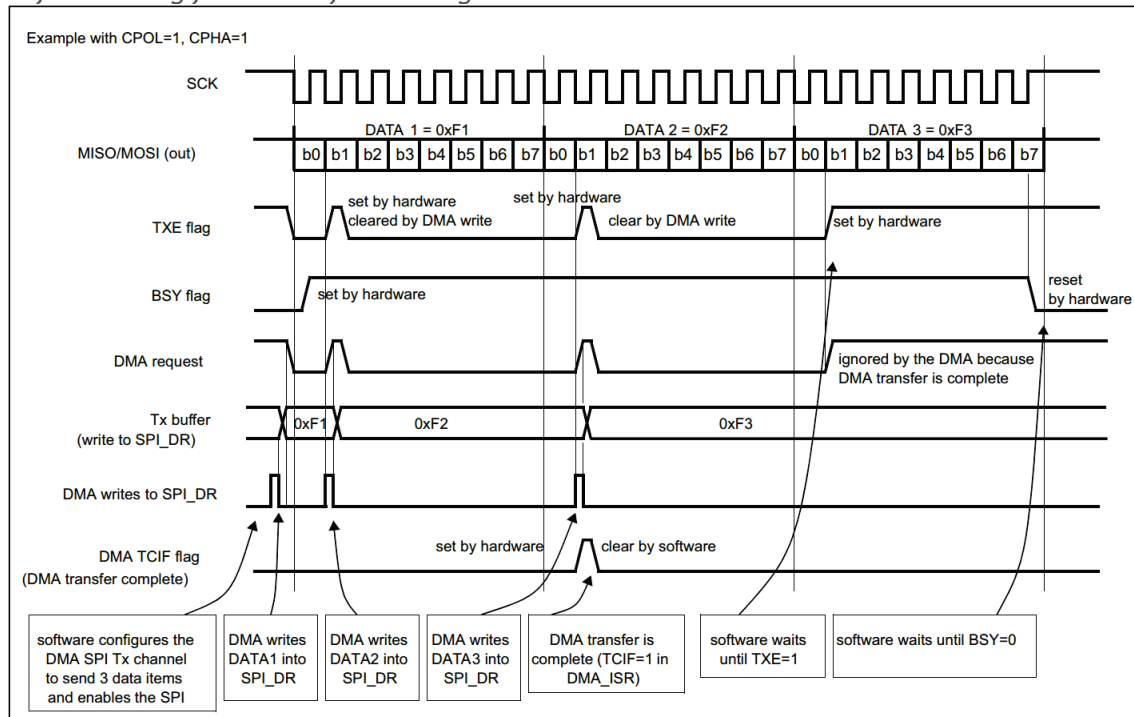 Example with CPOL=1, CPHA=1
SCK
DATA 1 = 0xF1
DATA 2 = 0xF2
DATA 3 = 0xF3
MISO/MOSI (out)
b0 b1 b2 b3 b4 b5 b6 b7 b0 b1 b2 b3 b4 b5 b6 b7 b0 b1 b2 b3 b4 b5 b6 b7
TXE flag
set by hardware
cleared by DMA write
set by hardware
clear by DMA write
set by hardware
BSY flag
set by hardware
reset
by hardware
DMA request
ignored by the DMA because
DMA transfer is complete
Tx buffer
(write to SPI_DR)
0xF1
0xF2
0xF3
DMA writes to SPI_DR
DMA TCIF flag
(DMA transfer complete)
set by hardware
clear by software
software configures the
DMA SPI Tx channel
to send 3 data items
and enables the SPI
DMA writes
DATA1 into
SPI_DR
DMA writes
DATA2 into
SPI_DR
DMA writes
DATA3 into
SPI_DR
DMA transfer is
complete (TCIF=1 in
DMA_ISR)
software waits
until TXE=1
software waits until BSY=0